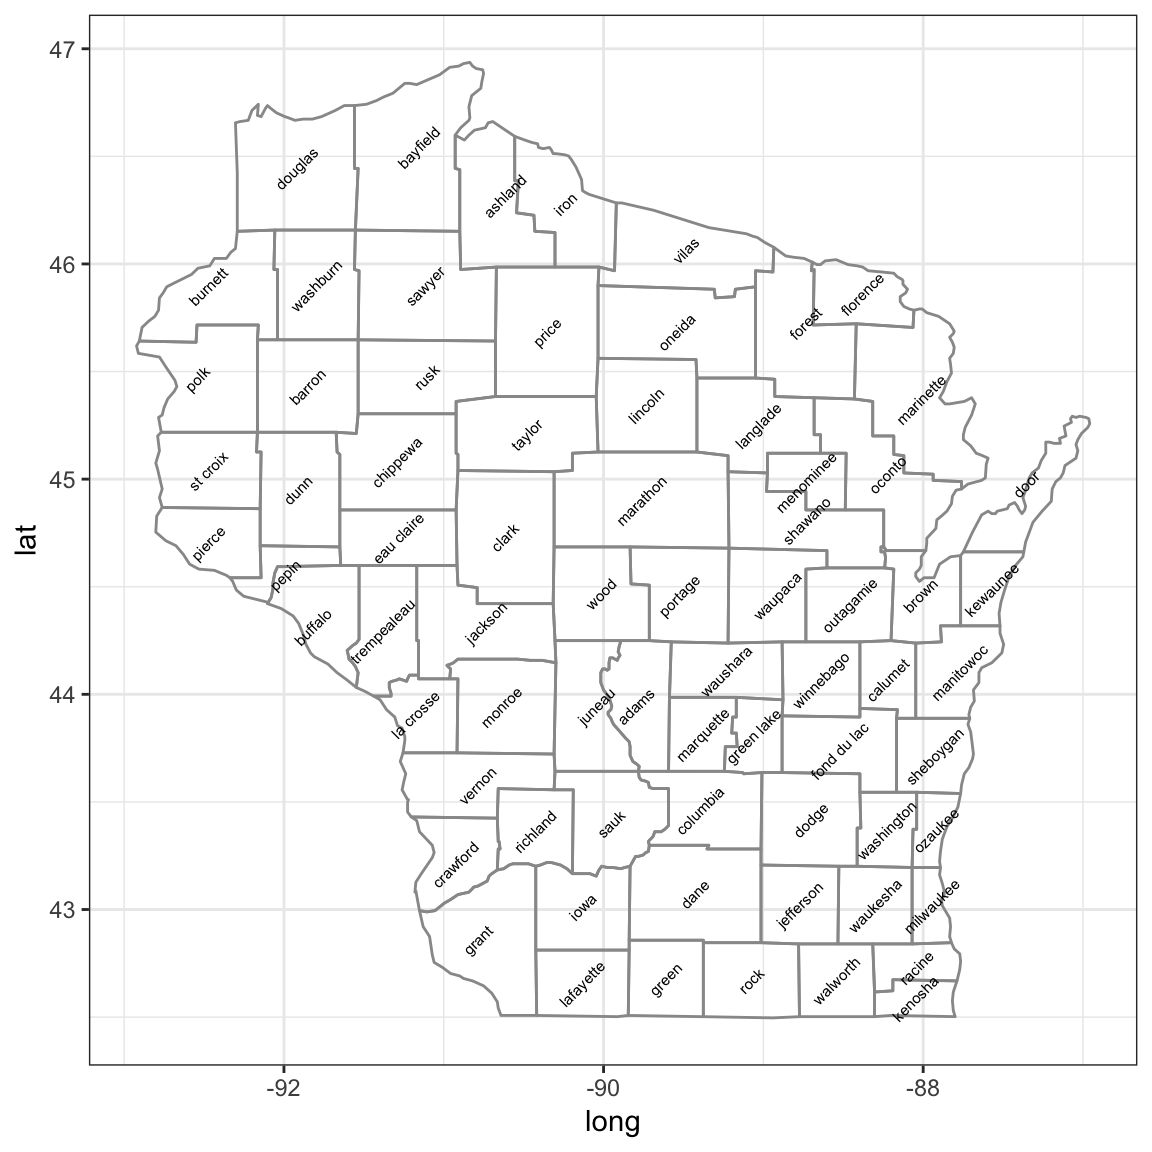 47
46
45
44
43
lat
bayfield
douglas
ashland
iron
vilas
burnett
washburn
sawyer
florence
forest
price
oneida
polk
barron
rusk
lincoln
marinette
langlade
taylor
st croix
dunn
chippewa
marathon
menominee
oconto
door
shawano
pierce
eau claire
clark
pepin
wood
portage
waupaca
outagamie
brown
kewaunee
buffalo
trempealeau
jackson
waushara
winnebago
calumet
manitowoc
la crosse
monroe
juneau
adams
marquette
green lake
fond du lac
sheboygan
vernon
richland
sauk
columbia
dodge
washington
ozaukee
crawford
iowa
dane
jefferson
waukesha
milwaukee
grant
lafayette
green
rock
walworth
racine
kenosha
-92
-90
-88
long